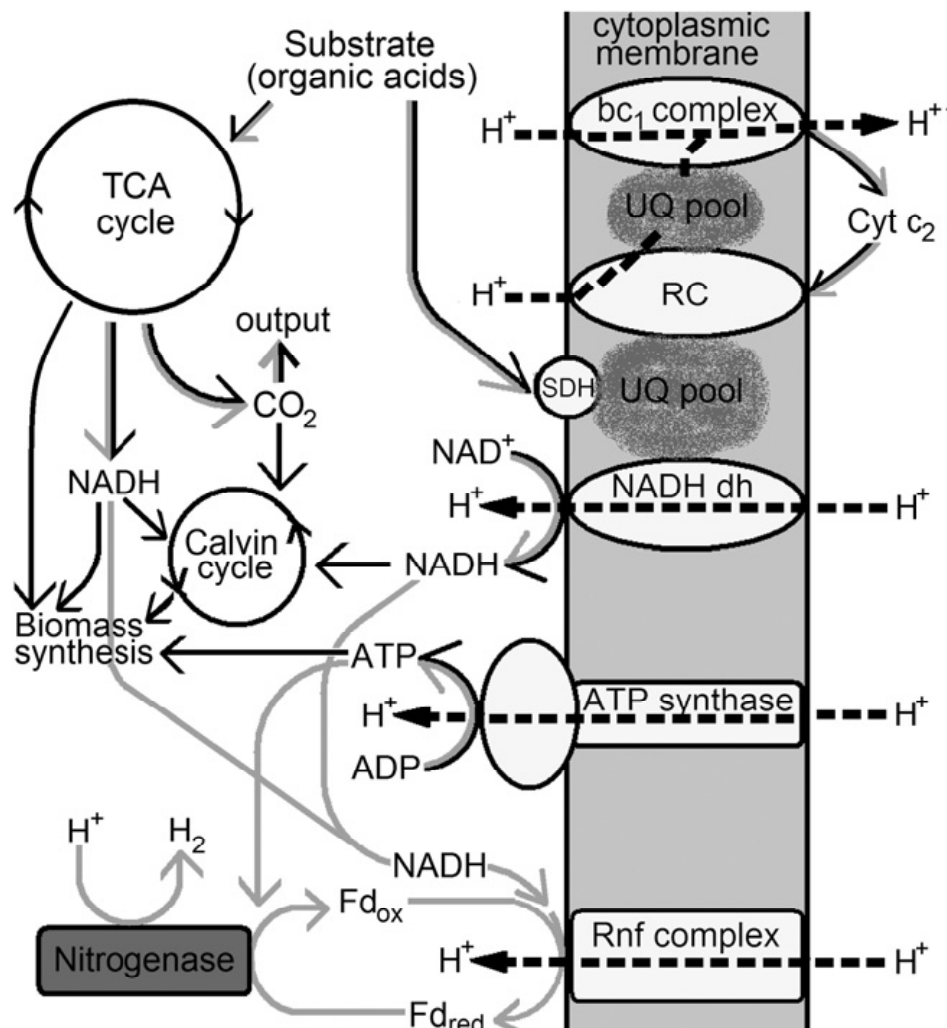 Substrate
(organic acids)
cytoplasmic
membrane
H⁺
bc₁ complex
H⁺
TCA
cycle
UQ pool
Cyt c₂
H⁺
RC
output
SDH
UQ pool
CO₂
NAD⁺
NADH
H⁺
NADH dh
H⁺
Calvin
cycle
NADH
Biomass
synthesis
ATP
ATP synthase
H⁺
H⁺
ADP
H⁺
H₂
NADH
Fdox
Rnf complex
Nitrogenase
H⁺
H⁺
Fdred